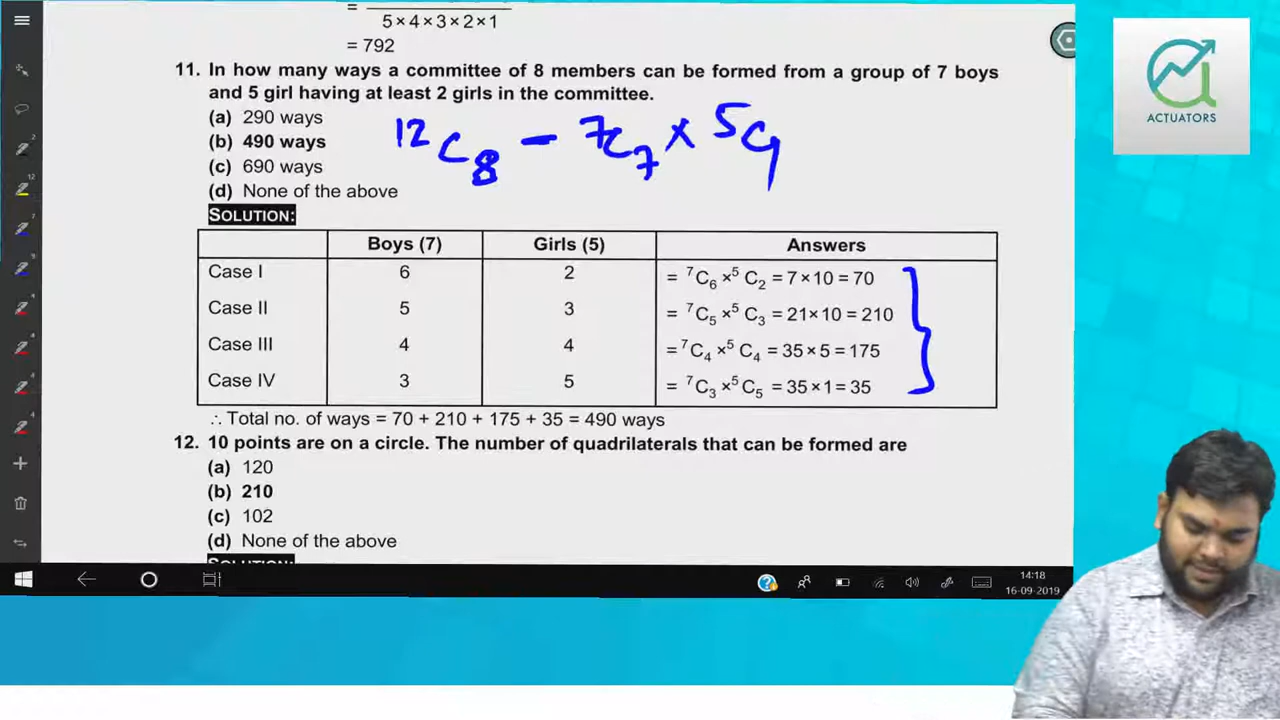 =
5×4×3×2×1
= 792
11. In how many ways a committee of 8 members can be formed from a group of 7 boys
and 5 girl having at least 2 girls in the committee.
(a) 290 ways
(b) 490 ways
(c) 690 ways
(d) None of the above
¹²C₈ – ⁷C₇ × ⁵C₁
SOLUTION:
Boys (7) Girls (5) Answers
Case I 6 2 = ⁷C₆ ×⁵C₂ = 7×10 = 70
Case II 5 3 = ⁷C₅ ×⁵C₃ = 21×10 = 210
Case III 4 4 = ⁷C₄ ×⁵C₄ = 35×5 = 175
Case IV 3 5 = ⁷C₃ ×⁵C₅ = 35×1 = 35
∴ Total no. of ways = 70 + 210 + 175 + 35 = 490 ways
12. 10 points are on a circle. The number of quadrilaterals that can be formed are
(a) 120
(b) 210
(c) 102
(d) None of the above
SOLUTION:
ACTUATORS
14:18
16-09-2019